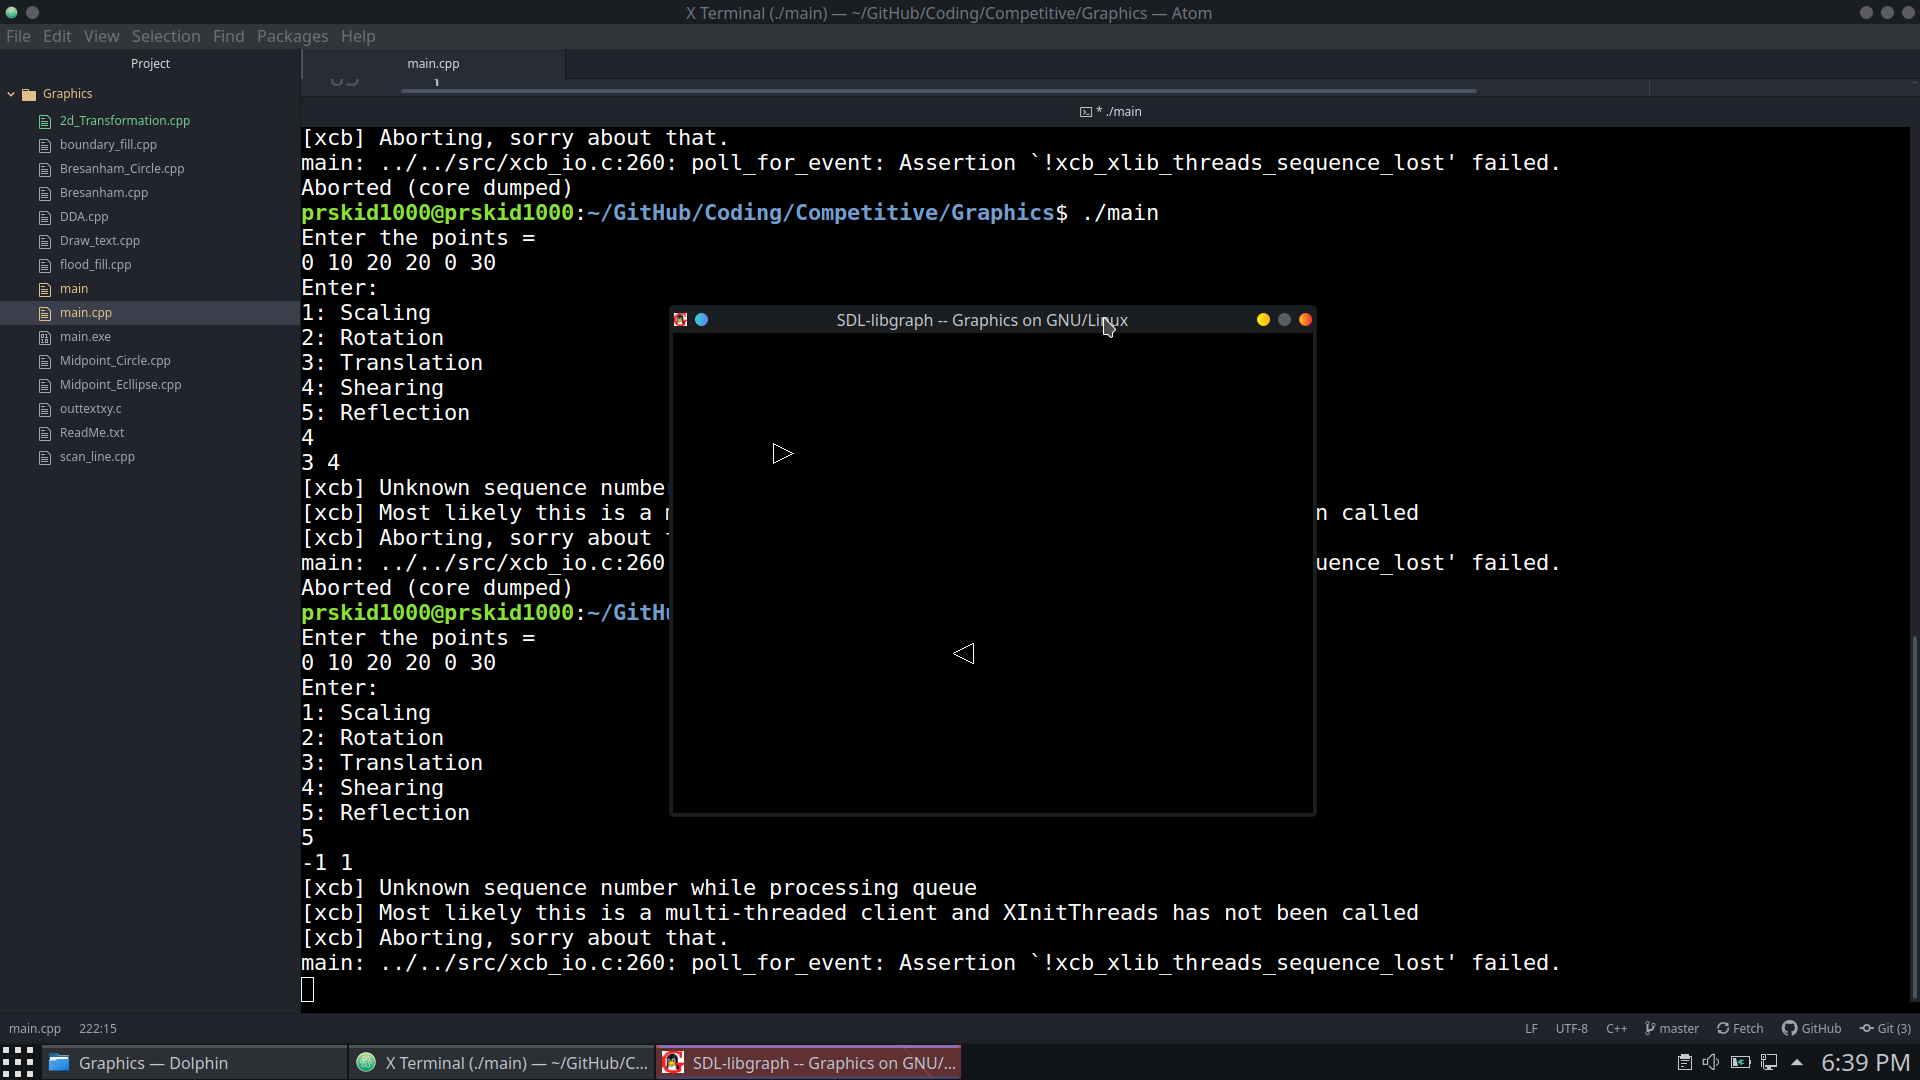 X Terminal (./main) — ~/GitHub/Coding/Competitive/Graphics — Atom
File Edit View Selection Find Packages Help
Project
main.cpp
Graphics
2d_Transformation.cpp
boundary_fill.cpp
Bresanham_Circle.cpp
Bresanham.cpp
DDA.cpp
Draw_text.cpp
flood_fill.cpp
main
main.cpp
main.exe
Midpoint_Circle.cpp
Midpoint_Ecllipse.cpp
outtextxy.c
ReadMe.txt
scan_line.cpp
* ./main
[xcb] Aborting, sorry about that.
main: ../../src/xcb_io.c:260: poll_for_event: Assertion `!xcb_xlib_threads_sequence_lost' failed.
Aborted (core dumped)
prskid1000@prskid1000:~/GitHub/Coding/Competitive/Graphics$ ./main
Enter the points =
0 10 20 20 0 30
Enter:
1: Scaling
2: Rotation
3: Translation
4: Shearing
5: Reflection
4
3 4
[xcb] Unknown sequence number
[xcb] Most likely this is a n called
[xcb] Aborting, sorry about
main: ../../src/xcb_io.c:260 uence_lost' failed.
Aborted (core dumped)
prskid1000@prskid1000:~/GitHu
Enter the points =
0 10 20 20 0 30
Enter:
1: Scaling
2: Rotation
3: Translation
4: Shearing
5: Reflection
5
-1 1
[xcb] Unknown sequence number while processing queue
[xcb] Most likely this is a multi-threaded client and XInitThreads has not been called
[xcb] Aborting, sorry about that.
main: ../../src/xcb_io.c:260: poll_for_event: Assertion `!xcb_xlib_threads_sequence_lost' failed.
SDL-libgraph -- Graphics on GNU/Linux
main.cpp 222:15
LF UTF-8 C++ master Fetch GitHub Git (3)
Graphics — Dolphin
X Terminal (./main) — ~/GitHub/C...
SDL-libgraph -- Graphics on GNU/...
6:39 PM